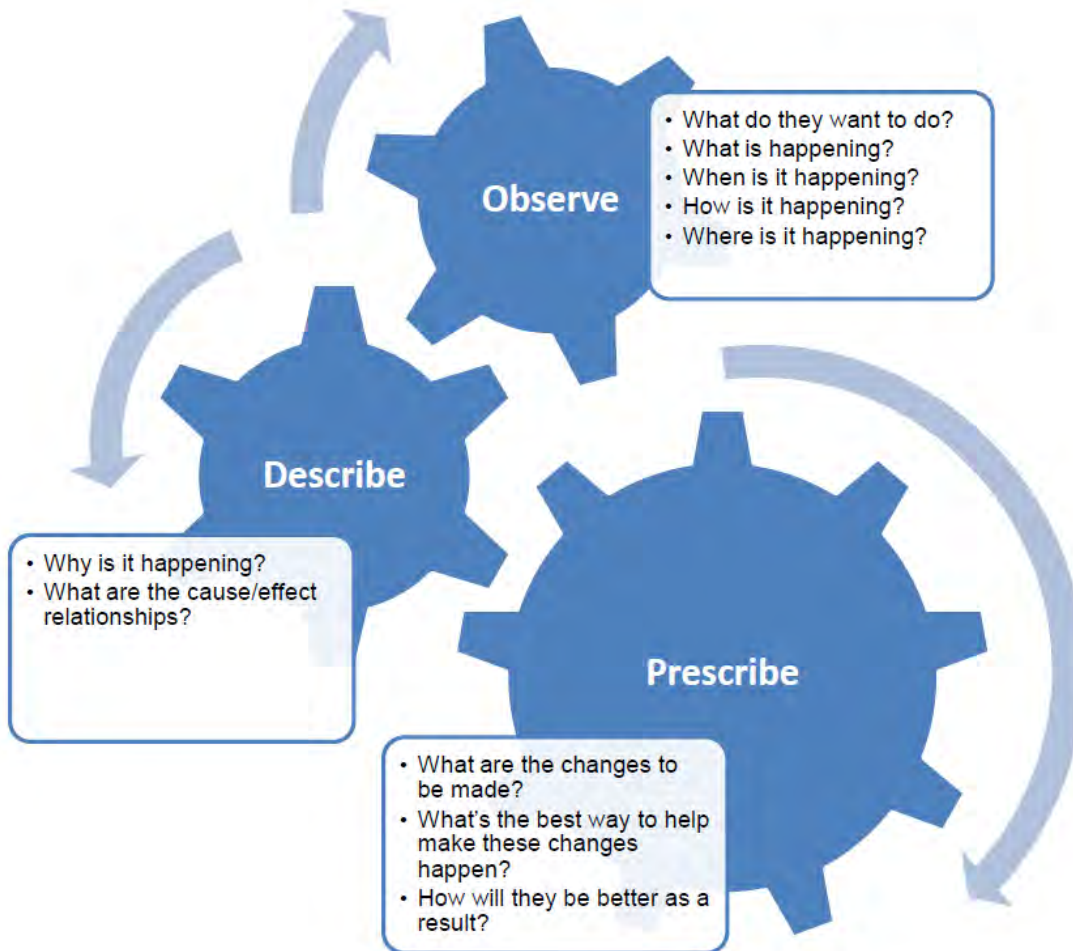 Observe
• What do they want to do?
• What is happening?
• When is it happening?
• How is it happening?
• Where is it happening?
Describe
• Why is it happening?
• What are the cause/effect
relationships?
Prescribe
• What are the changes to
be made?
• What's the best way to help
make these changes
happen?
• How will they be better as a
result?